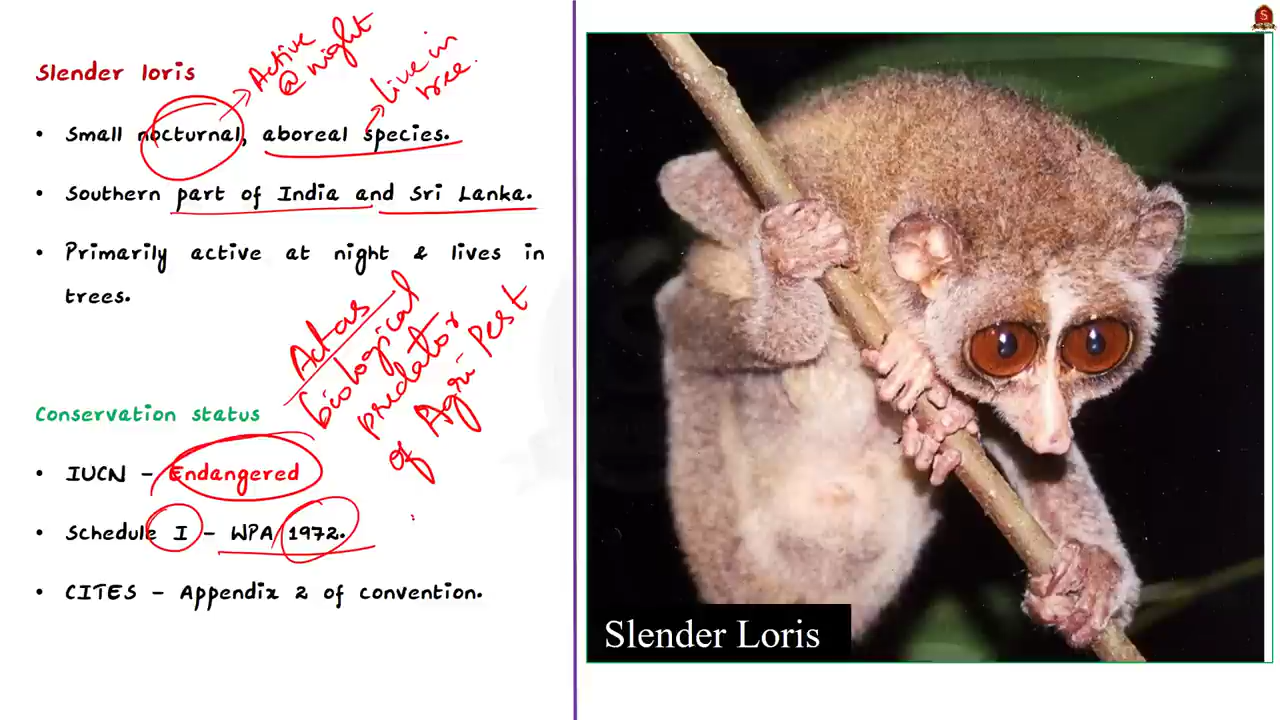 Slender loris
Active
@ night
live in
tree.
• Small nocturnal, aboreal species.
• Southern part of India and Sri Lanka.
• Primarily active at night & lives in
trees.
Act as
biological
predator
of Agri Pest
Conservation status
• IUCN – Endangered
• Schedule I – WPA 1972.
• CITES – Appendix 2 of convention.
S
Slender Loris